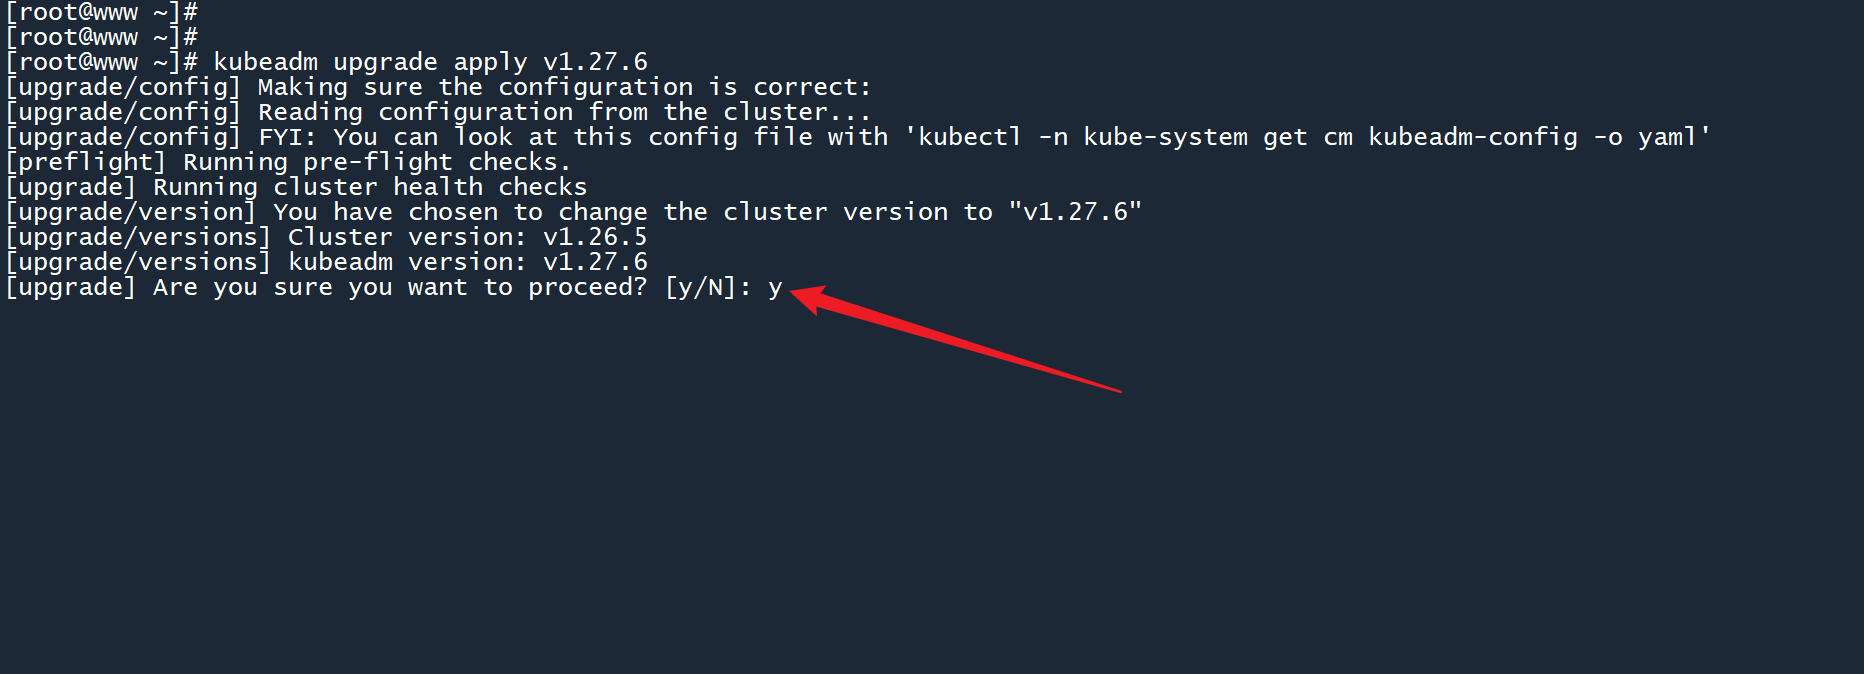 [root@www ~]#
[root@www ~]#
[root@www ~]# kubeadm upgrade apply v1.27.6
[upgrade/config] Making sure the configuration is correct:
[upgrade/config] Reading configuration from the cluster...
[upgrade/config] FYI: You can look at this config file with 'kubectl -n kube-system get cm kubeadm-config -o yaml'
[preflight] Running pre-flight checks.
[upgrade] Running cluster health checks
[upgrade/version] You have chosen to change the cluster version to "v1.27.6"
[upgrade/versions] Cluster version: v1.26.5
[upgrade/versions] kubeadm version: v1.27.6
[upgrade] Are you sure you want to proceed? [y/N]: y